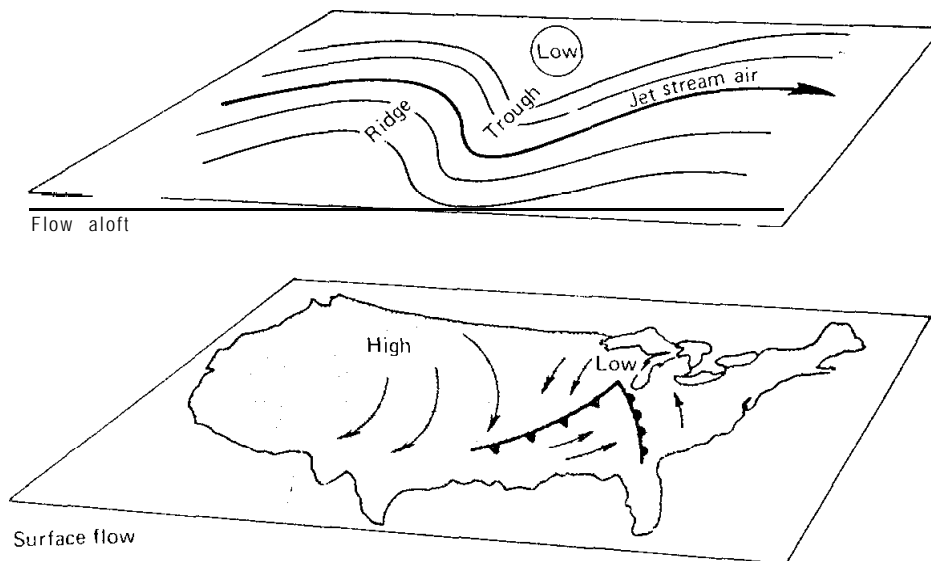 Low
Jet stream air
Trough
Ridge
Flow aloft
High
Low
Surface flow